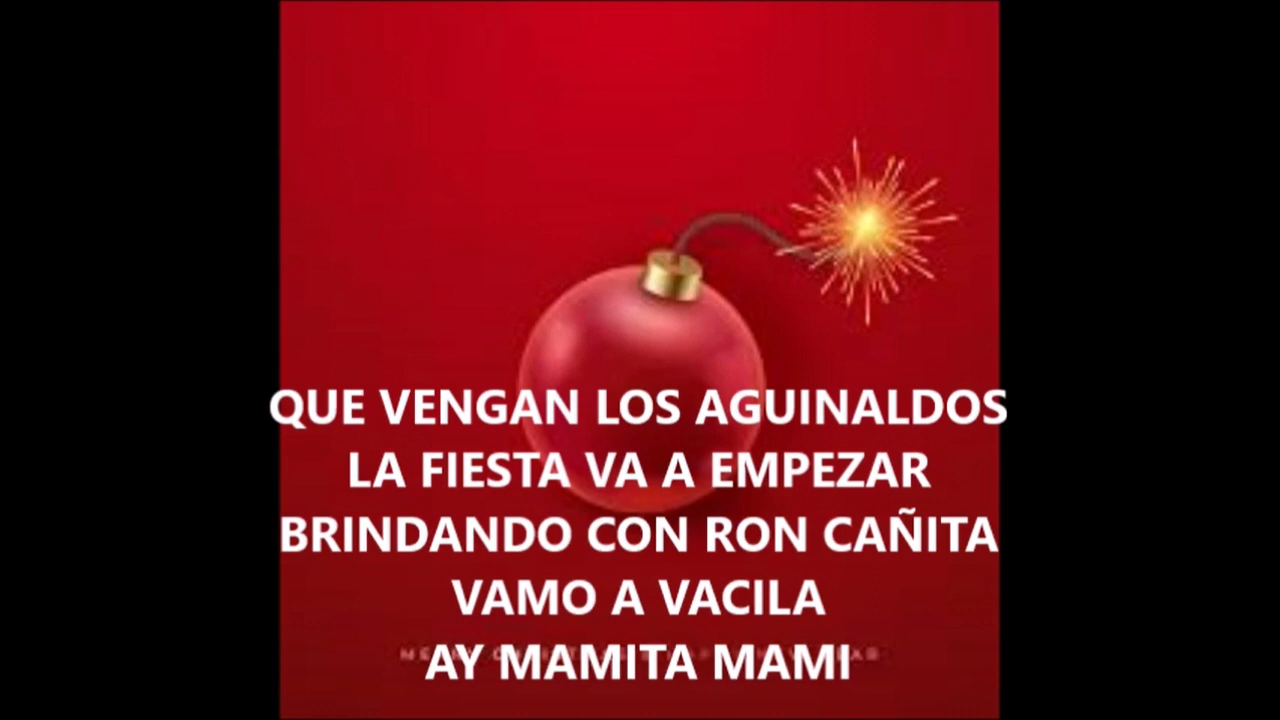 QUE VENGAN LOS AGUINALDOS
LA FIESTA VA A EMPEZAR
BRINDANDO CON RON CAÑITA
VAMO A VACILA
AY MAMITA MAMI